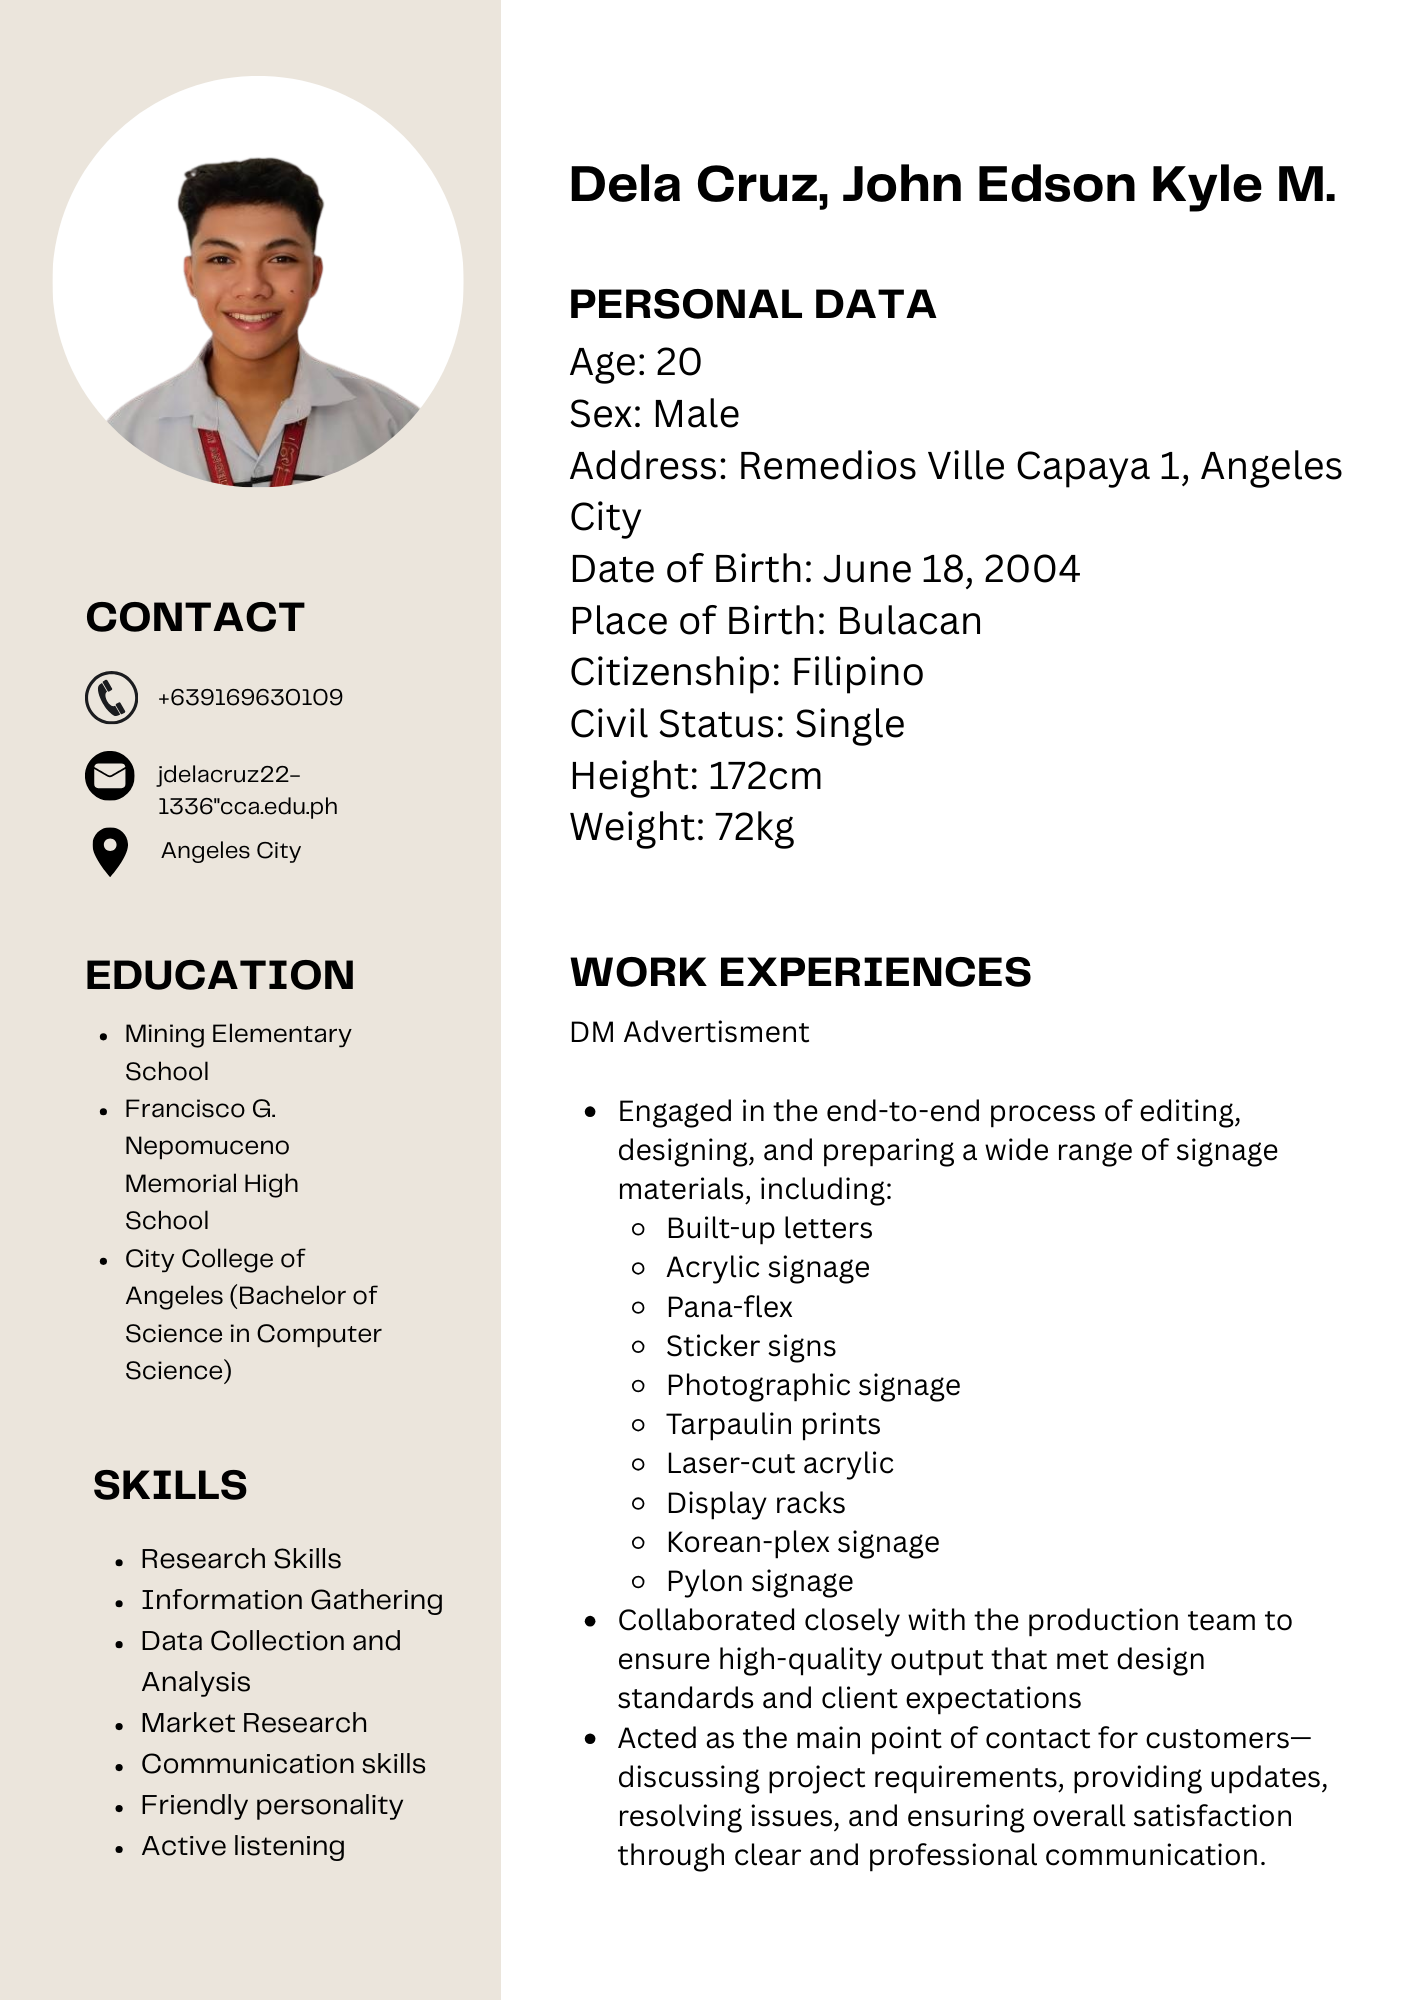 Dela Cruz, John Edson Kyle M.
PERSONAL DATA
Age: 20
Sex: Male
Address: Remedios Ville Capaya 1, Angeles
City
Date of Birth: June 18, 2004
Place of Birth: Bulacan
Citizenship: Filipino
Civil Status: Single
Height: 172cm
Weight: 72kg
CONTACT
+639169630109
jdelacruz22-
1336"cca.edu.ph
Angeles City
EDUCATION
• Mining Elementary
School
• Francisco G.
Nepomuceno
Memorial High
School
• City College of
Angeles (Bachelor of
Science in Computer
Science)
SKILLS
• Research Skills
• Information Gathering
• Data Collection and
Analysis
• Market Research
• Communication skills
• Friendly personality
• Active listening
WORK EXPERIENCES
DM Advertisment
• Engaged in the end-to-end process of editing,
designing, and preparing a wide range of signage
materials, including:
◦ Built-up letters
◦ Acrylic signage
◦ Pana-flex
◦ Sticker signs
◦ Photographic signage
◦ Tarpaulin prints
◦ Laser-cut acrylic
◦ Display racks
◦ Korean-plex signage
◦ Pylon signage
• Collaborated closely with the production team to
ensure high-quality output that met design
standards and client expectations
• Acted as the main point of contact for customers—
discussing project requirements, providing updates,
resolving issues, and ensuring overall satisfaction
through clear and professional communication.